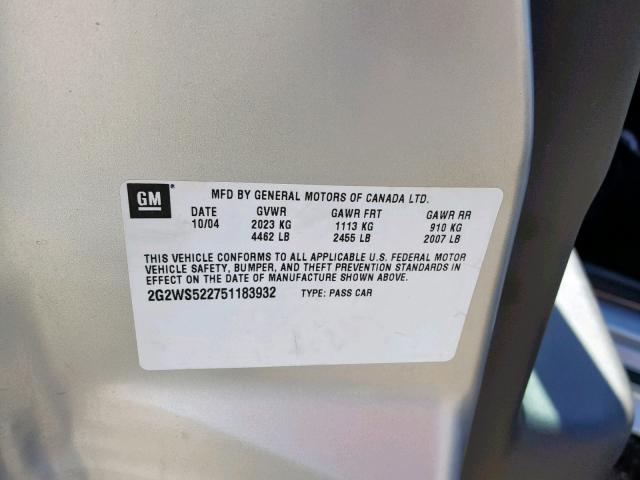 GM MFD BY GENERAL MOTORS OF CANADA LTD.
DATE GVWR GAWR FRT GAWR RR
10/04 2023 KG 1113 KG 910 KG
4462 LB 2455 LB 2007 LB
THIS VEHICLE CONFORMS TO ALL APPLICABLE U.S. FEDERAL MOTOR
VEHICLE SAFETY, BUMPER, AND THEFT PREVENTION STANDARDS IN
EFFECT ON THE DATE OF MANUFACTURE SHOWN ABOVE.
2G2WS522751183932 TYPE: PASS CAR